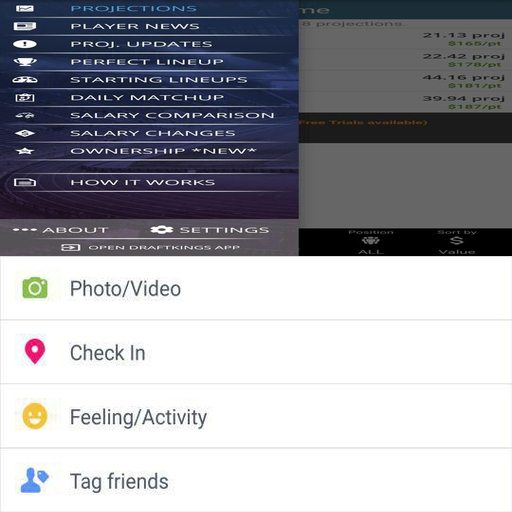 PROJECTIONS
PLAYER NEWS
PROJ. UPDATES
PERFECT LINEUP
STARTING LINEUPS
DAILY MATCHUP
SALARY COMPARISON
SALARY CHANGES
OWNERSHIP *NEW*
HOW IT WORKS
ABOUT SETTINGS
OPEN DRAFTKINGS APP
me
8 projections.
21.13 proj
$165/pt
22.42 proj
$178/pt
44.16 proj
$181/pt
39.94 proj
$187/pt
Free Trials available)
Position Sort by
ALL Value
Photo/Video
Check In
Feeling/Activity
Tag friends